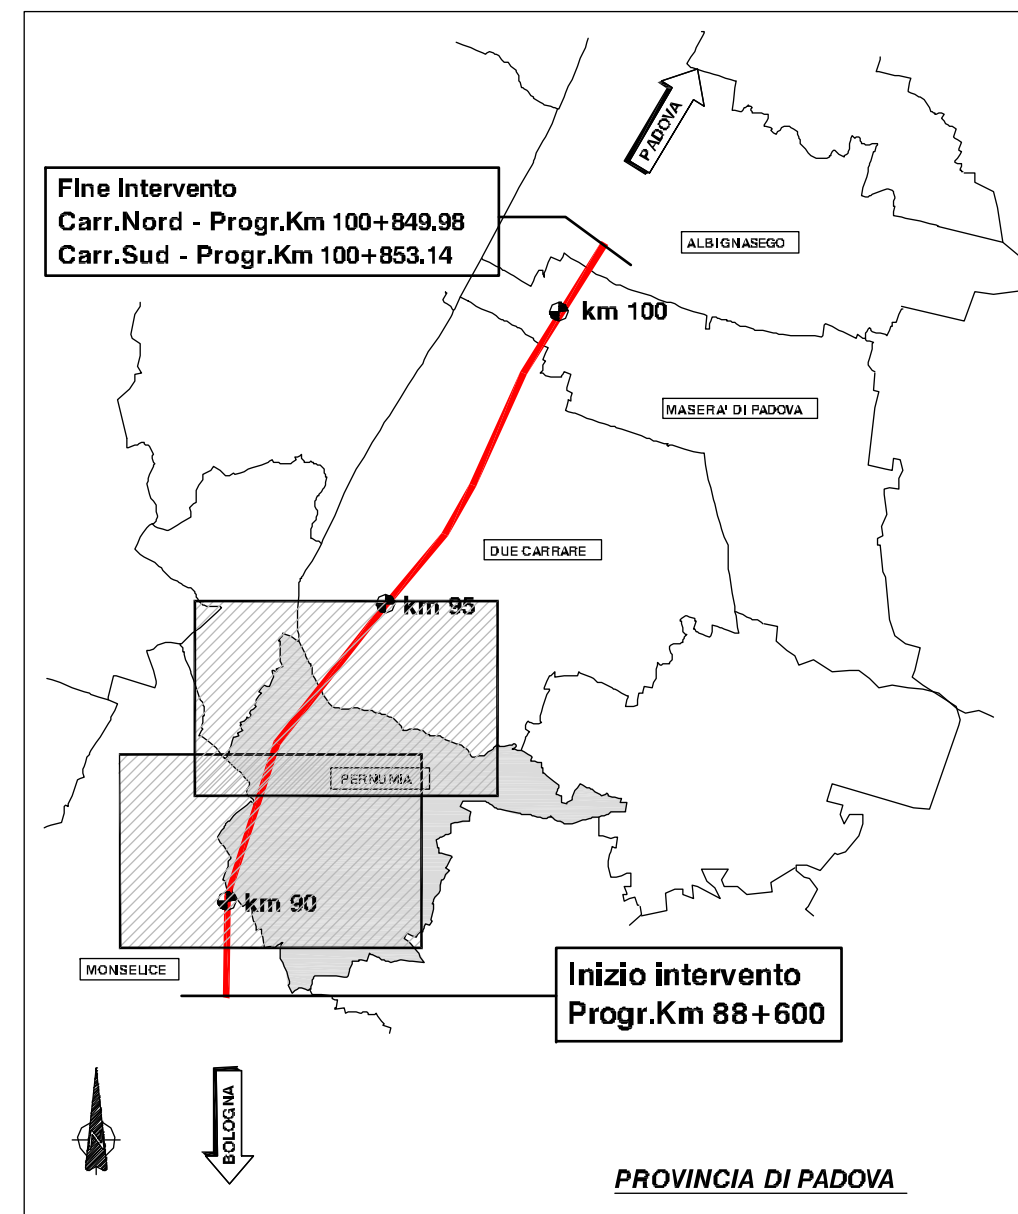 PADOVA
Fine Intervento
Carr.Nord - Progr.Km 100+849.98
Carr.Sud - Progr.Km 100+853.14
ALBIGNASEGO
km 100
MASERA' DI PADOVA
DUE CARRARE
km 95
PERNUMIA
km 90
MONSELICE
Inizio intervento
Progr.Km 88+600
BOLOGNA
PROVINCIA DI PADOVA